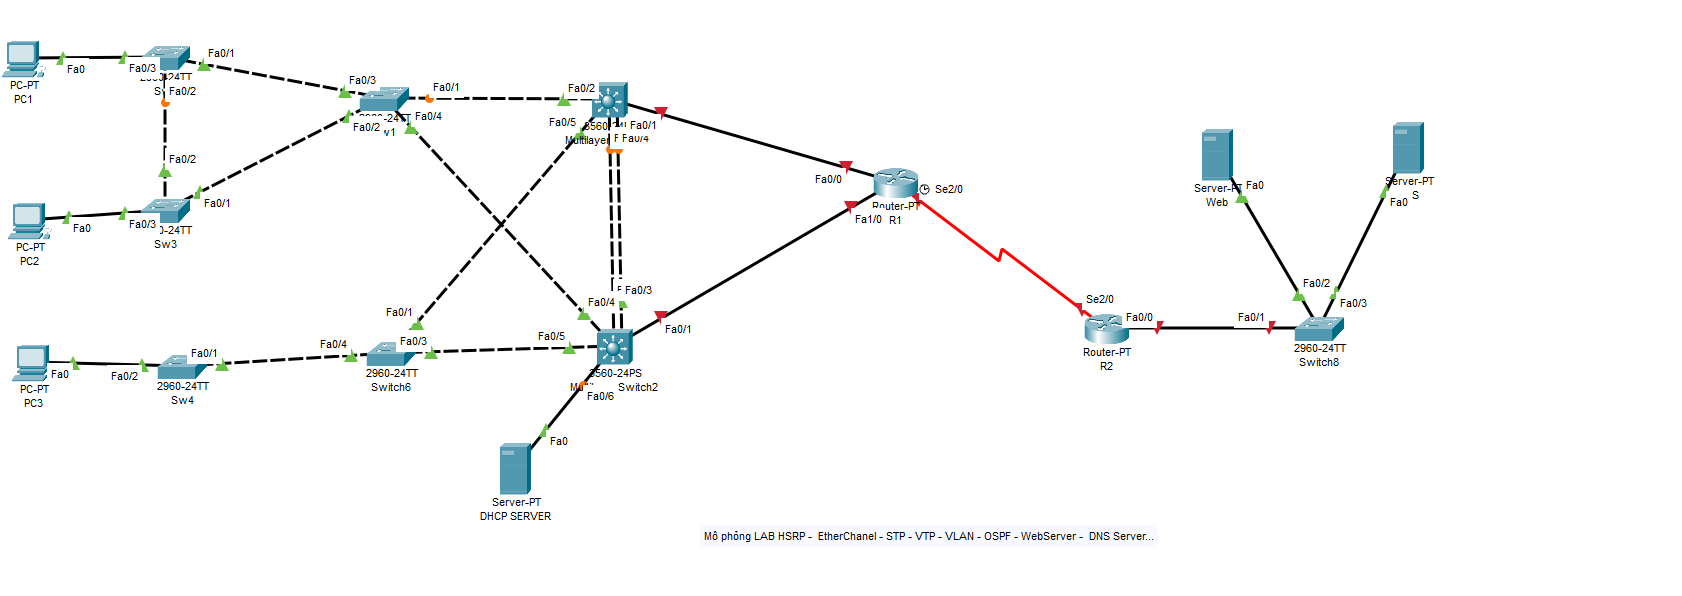 Fa0
PC-PT
PC1
Fa0/3
Fa0/1
Fa0/2
Fa0/2
Fa0
PC-PT
PC2
Fa0/3
Fa0/1
Sw3
Fa0/3
Fa0/1
Fa0/2
Fa0/4
Fa0/2
Fa0/5
Fa0/1
Fa0/4
Multilayer
Fa0/0
Se2/0
Fa1/0
Router-PT
R1
Server-PT
Fa0
Web
Server-PT
Fa0
S
Fa0/1
Fa0/4
Fa0/3
2960-24TT
Switch6
Fa0
PC-PT
PC3
Fa0/2
Fa0/1
2960-24TT
Sw4
Fa0/3
Fa0/4
Fa0/1
Fa0/5
3560-24PS
Switch2
Fa0/6
Fa0
Server-PT
DHCP SERVER
Se2/0
Fa0/0
Router-PT
R2
Fa0/1
Fa0/2
Fa0/3
2960-24TT
Switch8
Mô phỏng LAB HSRP - EtherChanel - STP - VTP - VLAN - OSPF - WebServer - DNS Server...